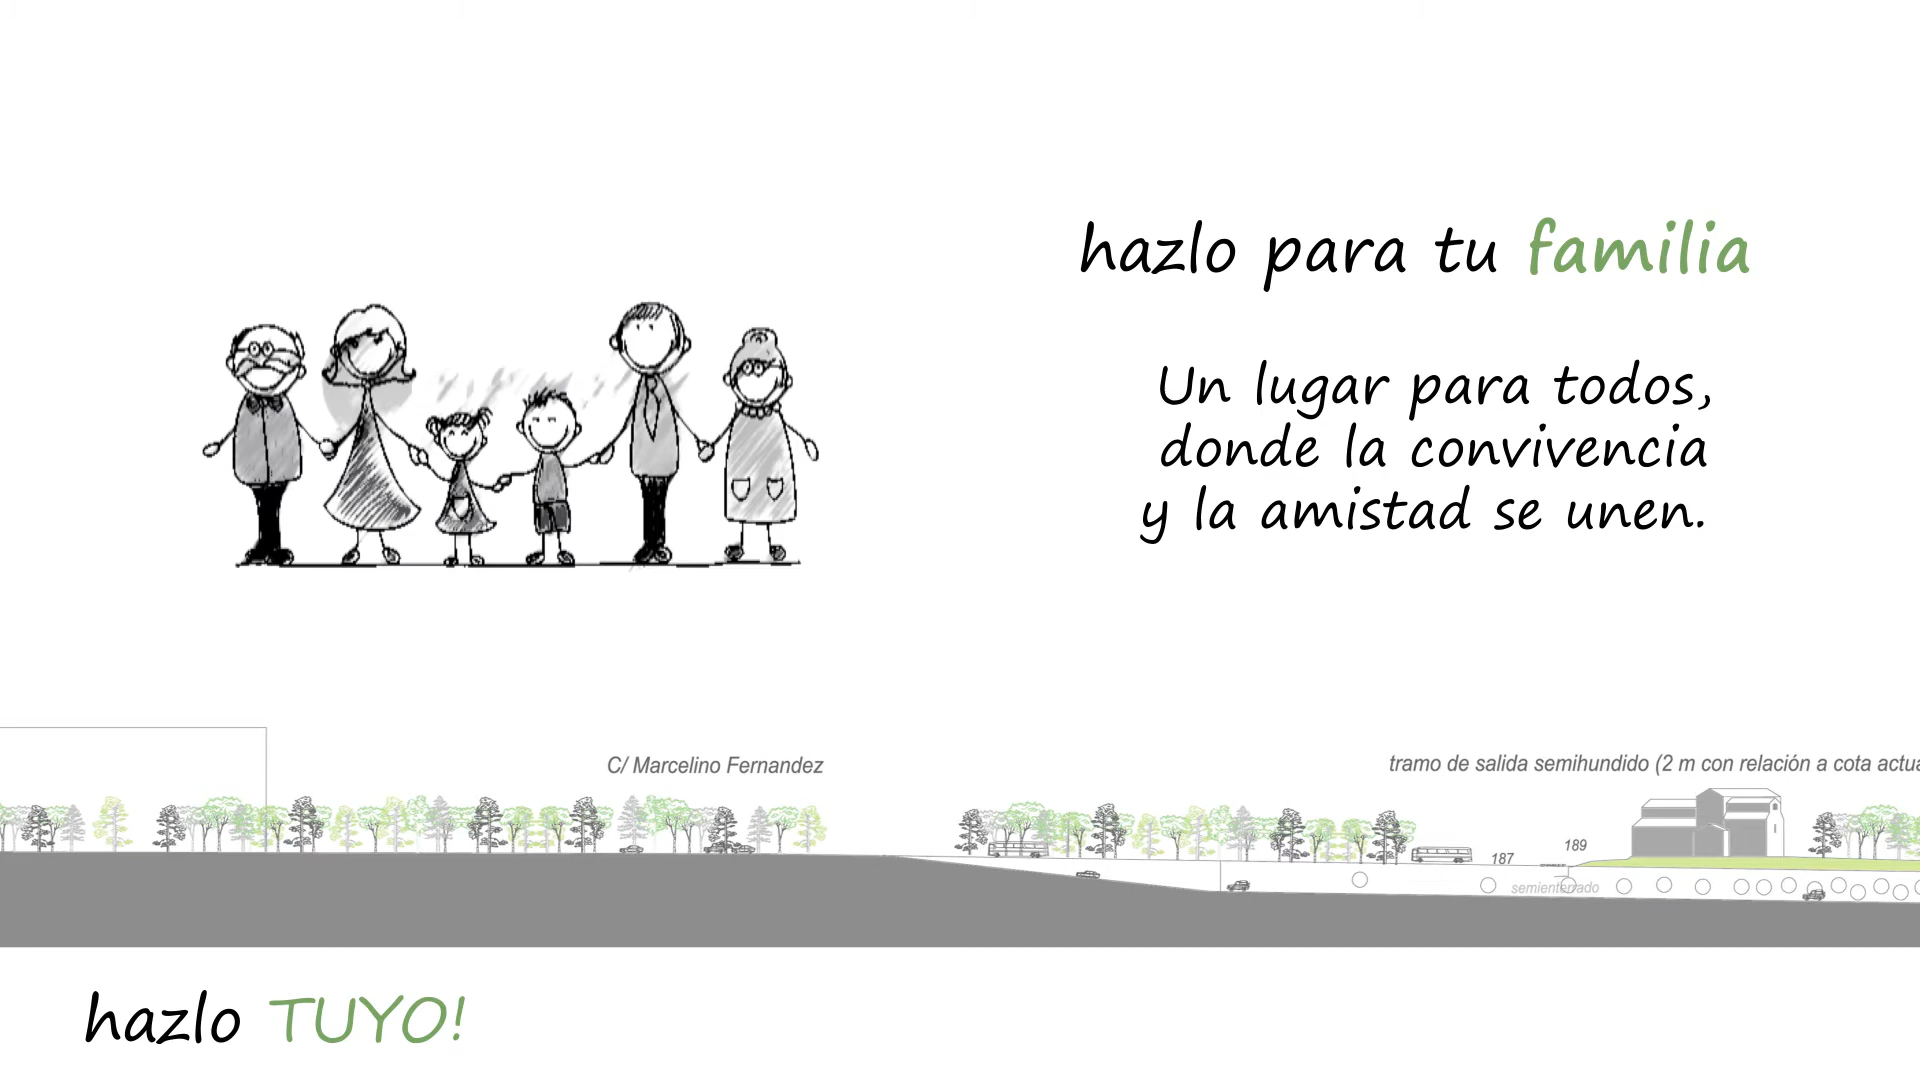 hazlo para tu familia
Un lugar para todos,
donde la convivencia
y la amistad se unen.
C/ Marcelino Fernandez
tramo de salida semihundido (2 m con relación a cota actua
189
187
semienterrado
hazlo TUYO!